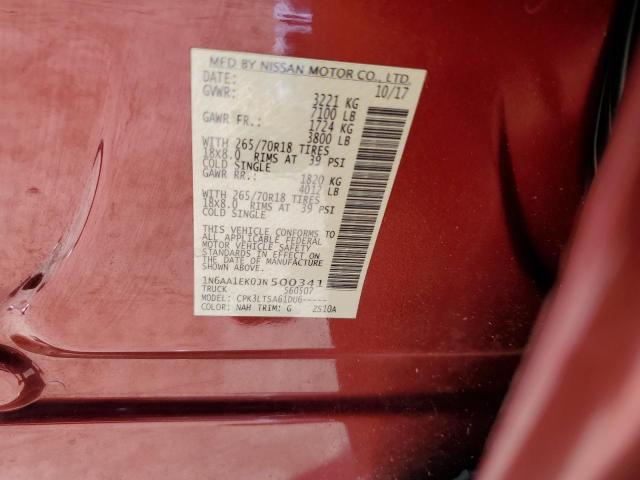 MFD BY NISSAN MOTOR CO., LTD.
DATE: 10/17
GVWR: 3221 KG
7100 LB
GAWR FR.: 1724 KG
3800 LB
WITH 265/70R18 TIRES
18x8.0 RIMS AT 39 PSI
COLD SINGLE
GAWR RR.: 1820 KG
4012 LB
WITH 265/70R18 TIRES
18x8.0 RIMS AT 39 PSI
COLD SINGLE
THIS VEHICLE CONFORMS TO
ALL APPLICABLE FEDERAL
MOTOR VEHICLE SAFETY
STANDARDS IN EFFECT ON
THE DATE OF MANUFACTURE
SHOWN ABOVE.
1N6AA1EK0JN500341
TRUCK S60507
MODEL: CPK3LTSA61DU6-----
COLOR: NAH TRIM: G 2S10A